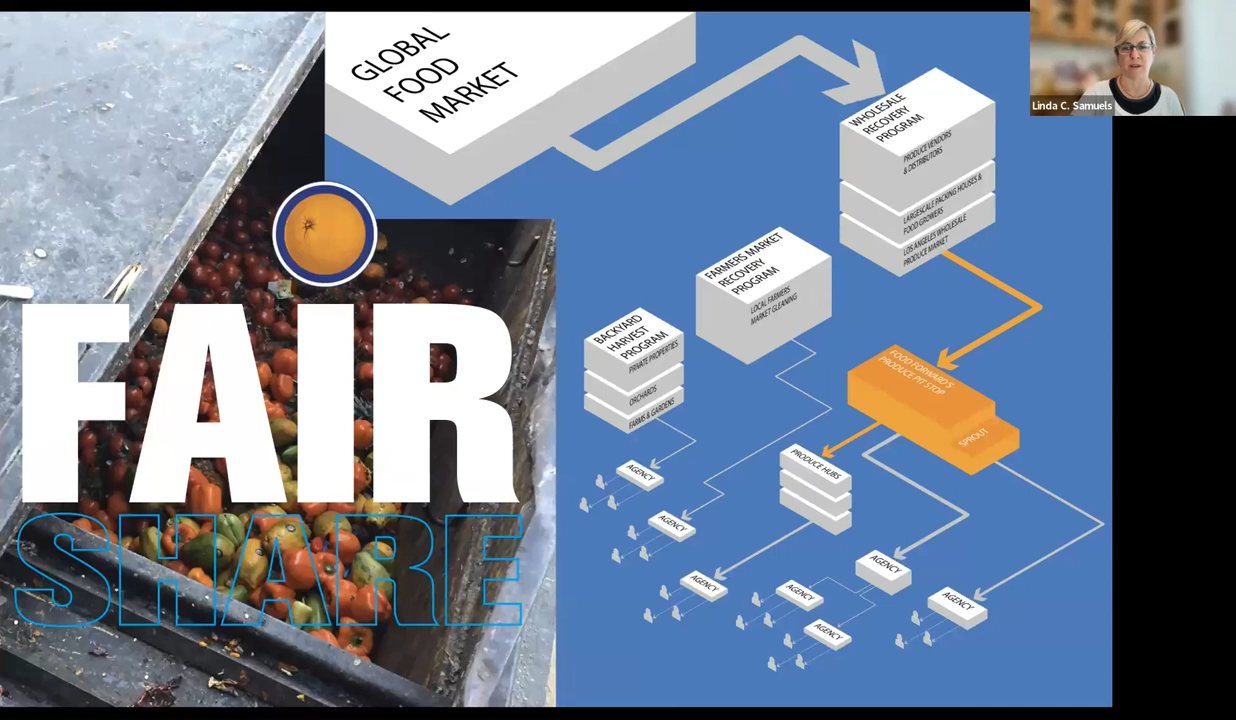 GLOBAL
FOOD
MARKET
WHOLESALE
RECOVERY
PROGRAM
PRODUCE VENDORS
& DISTRIBUTORS
LARGESCALE PACKING HOUSES &
FOOD GROWERS
LOS ANGELES WHOLESALE
PRODUCE MARKET
Linda C. Samuels
FARMERS MARKET
RECOVERY
PROGRAM
LOCAL FARMERS
MARKET GLEANING
BACKYARD
HARVEST
PROGRAM
PRIVATE PROPERTIES
ORCHARDS
FARMS & GARDENS
FOOD FORWARD'S
PRODUCE PIT STOP
SPROUT
FAIR
SHARE
PRODUCE HUBS
AGENCY
AGENCY
AGENCY
AGENCY
AGENCY
AGENCY
AGENCY